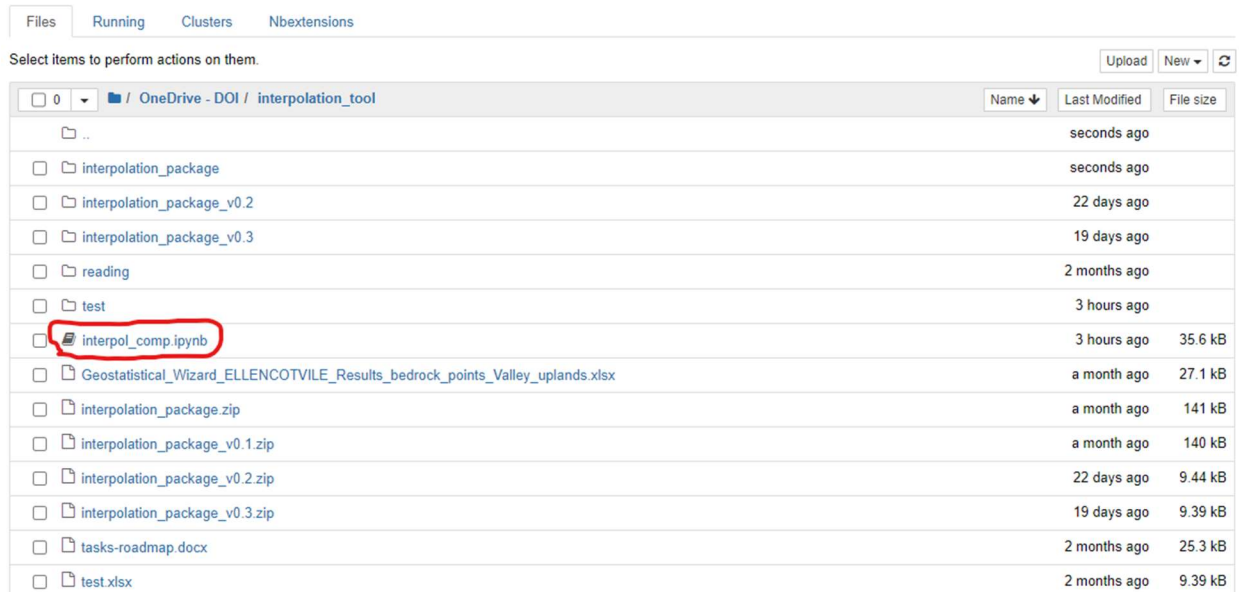 Files Running Clusters Nbextensions
Select items to perform actions on them. Upload New
0 / OneDrive - DOI / interpolation_tool Name Last Modified File size
.. seconds ago
interpolation_package seconds ago
interpolation_package_v0.2 22 days ago
interpolation_package_v0.3 19 days ago
reading 2 months ago
test 3 hours ago
interpol_comp.ipynb 3 hours ago 35.6 kB
Geostatistical_Wizard_ELLENCOTVILE_Results_bedrock_points_Valley_uplands.xlsx a month ago 27.1 kB
interpolation_package.zip a month ago 141 kB
interpolation_package_v0.1.zip a month ago 140 kB
interpolation_package_v0.2.zip 22 days ago 9.44 kB
interpolation_package_v0.3.zip 19 days ago 9.39 kB
tasks-roadmap.docx 2 months ago 25.3 kB
test.xlsx 2 months ago 9.39 kB